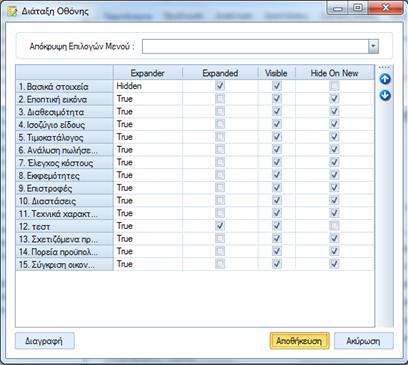 Διάταξη Οθόνης
Απόκρυψη Επιλογών Μενού :
Expander Expanded Visible Hide On New
1. Βασικά στοιχεία Hidden
2. Εποπτική εικόνα True
3. Διαθεσιμότητα True
4. Ισοζύγιο είδους True
5. Τιμοκατάλογος True
6. Ανάλυση πωλήσε... True
7. Έλεγχος κόστους True
8. Εκκρεμότητες True
9. Επιστροφές True
10. Διαστάσεις True
11. Τεχνικά χαρακτ... True
12. τεστ True
13. Σχετιζόμενα πρ... True
14. Πορεία προϋπολ... True
15. Σύγκριση οικον... True
Διαγραφή Αποθήκευση Ακύρωση